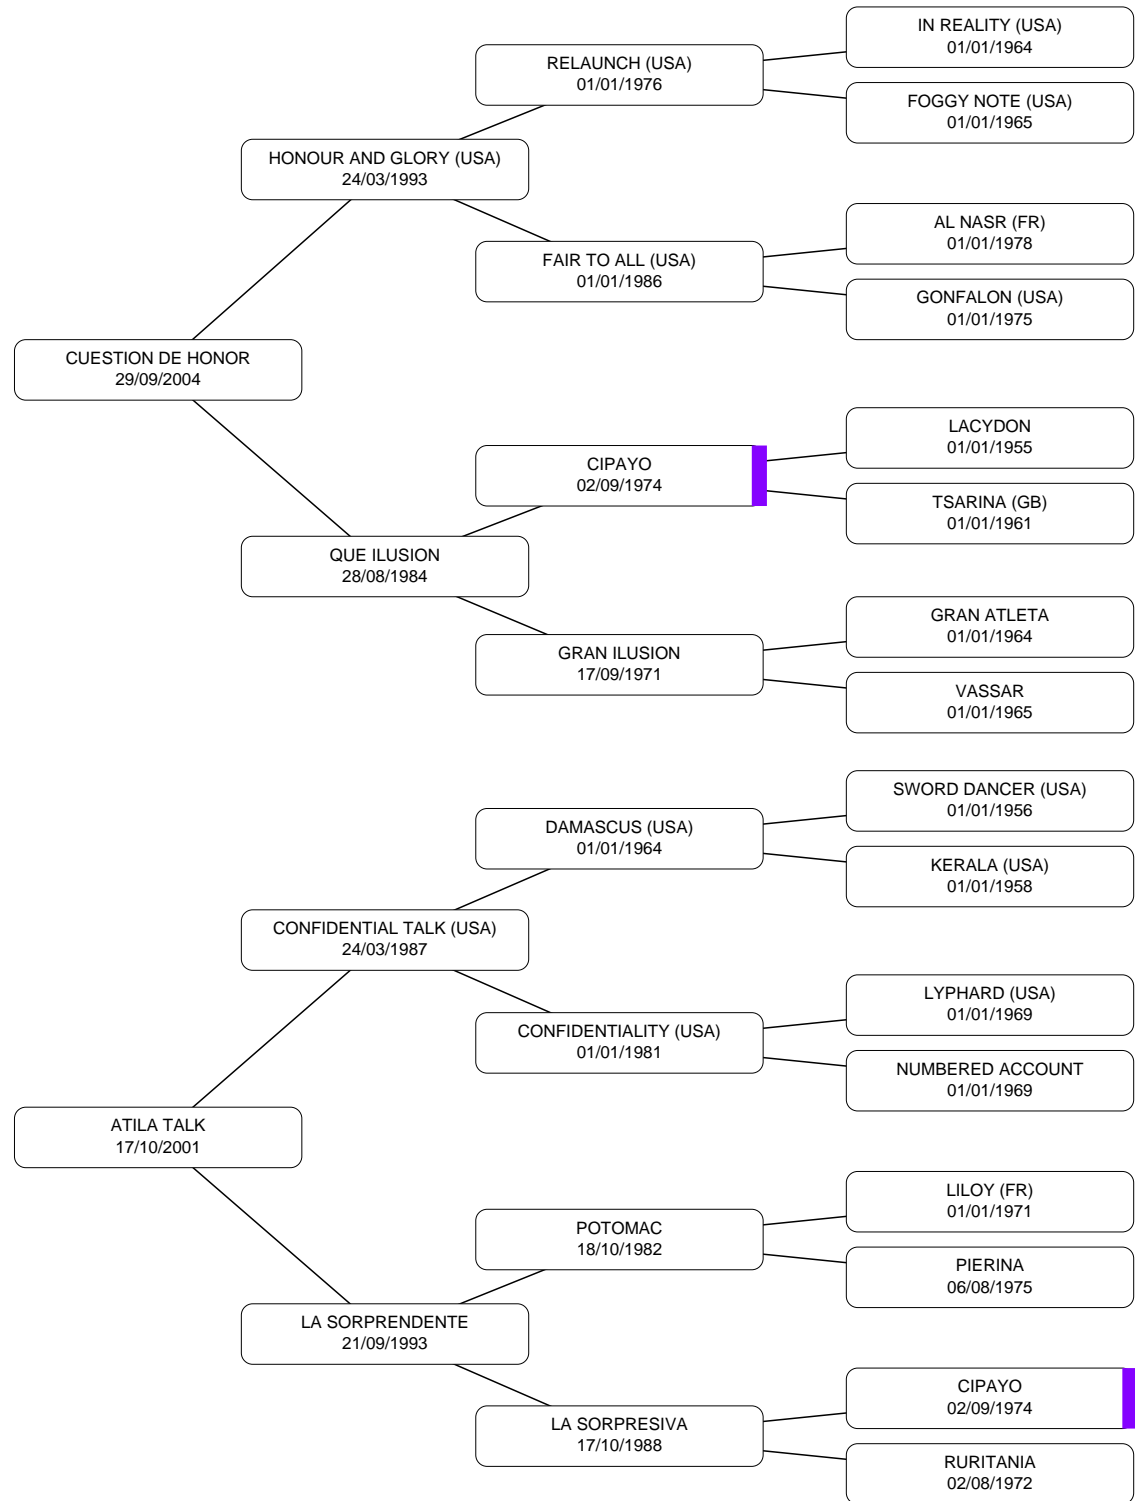 IN REALITY (USA)
01/01/1964
RELAUNCH (USA)
01/01/1976
FOGGY NOTE (USA)
01/01/1965
HONOUR AND GLORY (USA)
24/03/1993
AL NASR (FR)
01/01/1978
FAIR TO ALL (USA)
01/01/1986
GONFALON (USA)
01/01/1975
CUESTION DE HONOR
29/09/2004
LACYDON
01/01/1955
CIPAYO
02/09/1974
TSARINA (GB)
01/01/1961
QUE ILUSION
28/08/1984
GRAN ATLETA
01/01/1964
GRAN ILUSION
17/09/1971
VASSAR
01/01/1965
SWORD DANCER (USA)
01/01/1956
DAMASCUS (USA)
01/01/1964
KERALA (USA)
01/01/1958
CONFIDENTIAL TALK (USA)
24/03/1987
LYPHARD (USA)
01/01/1969
CONFIDENTIALITY (USA)
01/01/1981
NUMBERED ACCOUNT
01/01/1969
ATILA TALK
17/10/2001
LILOY (FR)
01/01/1971
POTOMAC
18/10/1982
PIERINA
06/08/1975
LA SORPRENDENTE
21/09/1993
CIPAYO
02/09/1974
LA SORPRESIVA
17/10/1988
RURITANIA
02/08/1972